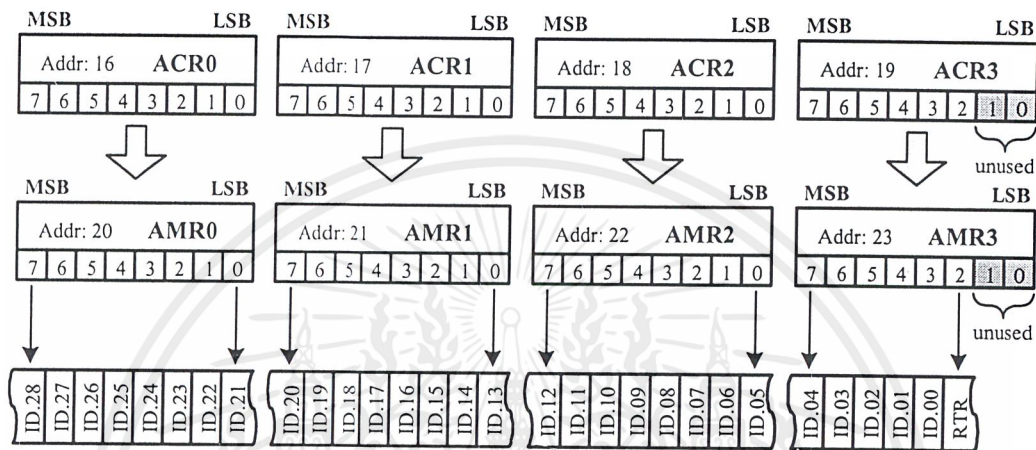 MSB LSB MSB LSB MSB LSB MSB LSB
Addr: 16 ACR0 Addr: 17 ACR1 Addr: 18 ACR2 Addr: 19 ACR3
7 6 5 4 3 2 1 0 7 6 5 4 3 2 1 0 7 6 5 4 3 2 1 0 7 6 5 4 3 2 1 0
unused
MSB LSB MSB LSB MSB LSB MSB LSB
Addr: 20 AMR0 Addr: 21 AMR1 Addr: 22 AMR2 Addr: 23 AMR3
7 6 5 4 3 2 1 0 7 6 5 4 3 2 1 0 7 6 5 4 3 2 1 0 7 6 5 4 3 2 1 0
unused
ID.28 ID.27 ID.26 ID.25 ID.24 ID.23 ID.22 ID.21 ID.20 ID.19 ID.18 ID.17 ID.16 ID.15 ID.14 ID.13 ID.12 ID.11 ID.10 ID.09 ID.08 ID.07 ID.06 ID.05 ID.04 ID.03 ID.02 ID.01 ID.00 RTR